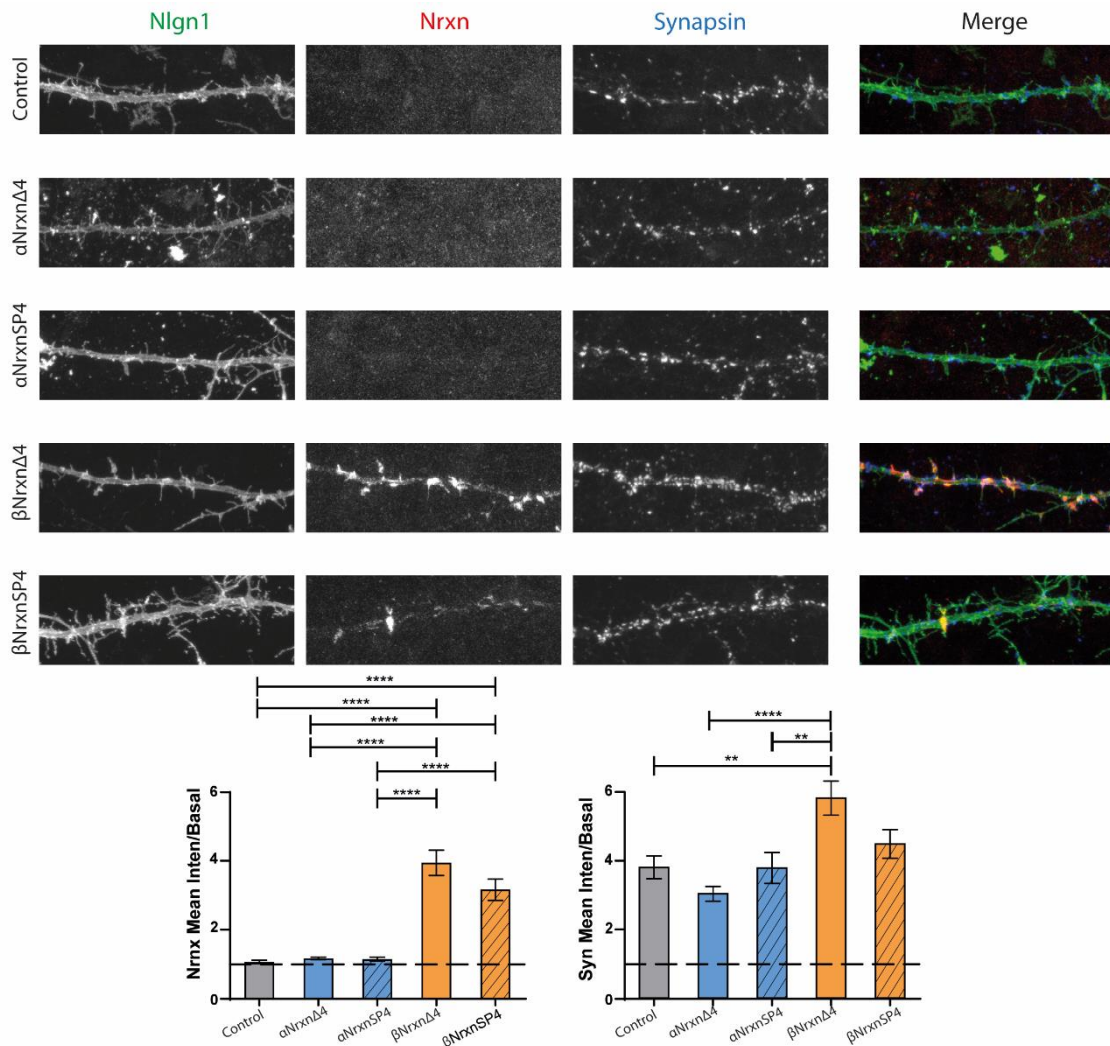 Nlgn1 Nrxn Synapsin Merge
Control
αNrxnΔ4
αNrxnSP4
βNrxnΔ4
βNrxnSP4
****
****
****
****
****
****
Nrnx Mean Inten/Basal
6
4
2
0
Control αNrxnΔ4 αNrxnSP4 βNrxnΔ4 βNrxnSP4
****
**
**
Syn Mean Inten/Basal
6
4
2
0
Control αNrxnΔ4 αNrxnSP4 βNrxnΔ4 βNrxnSP4